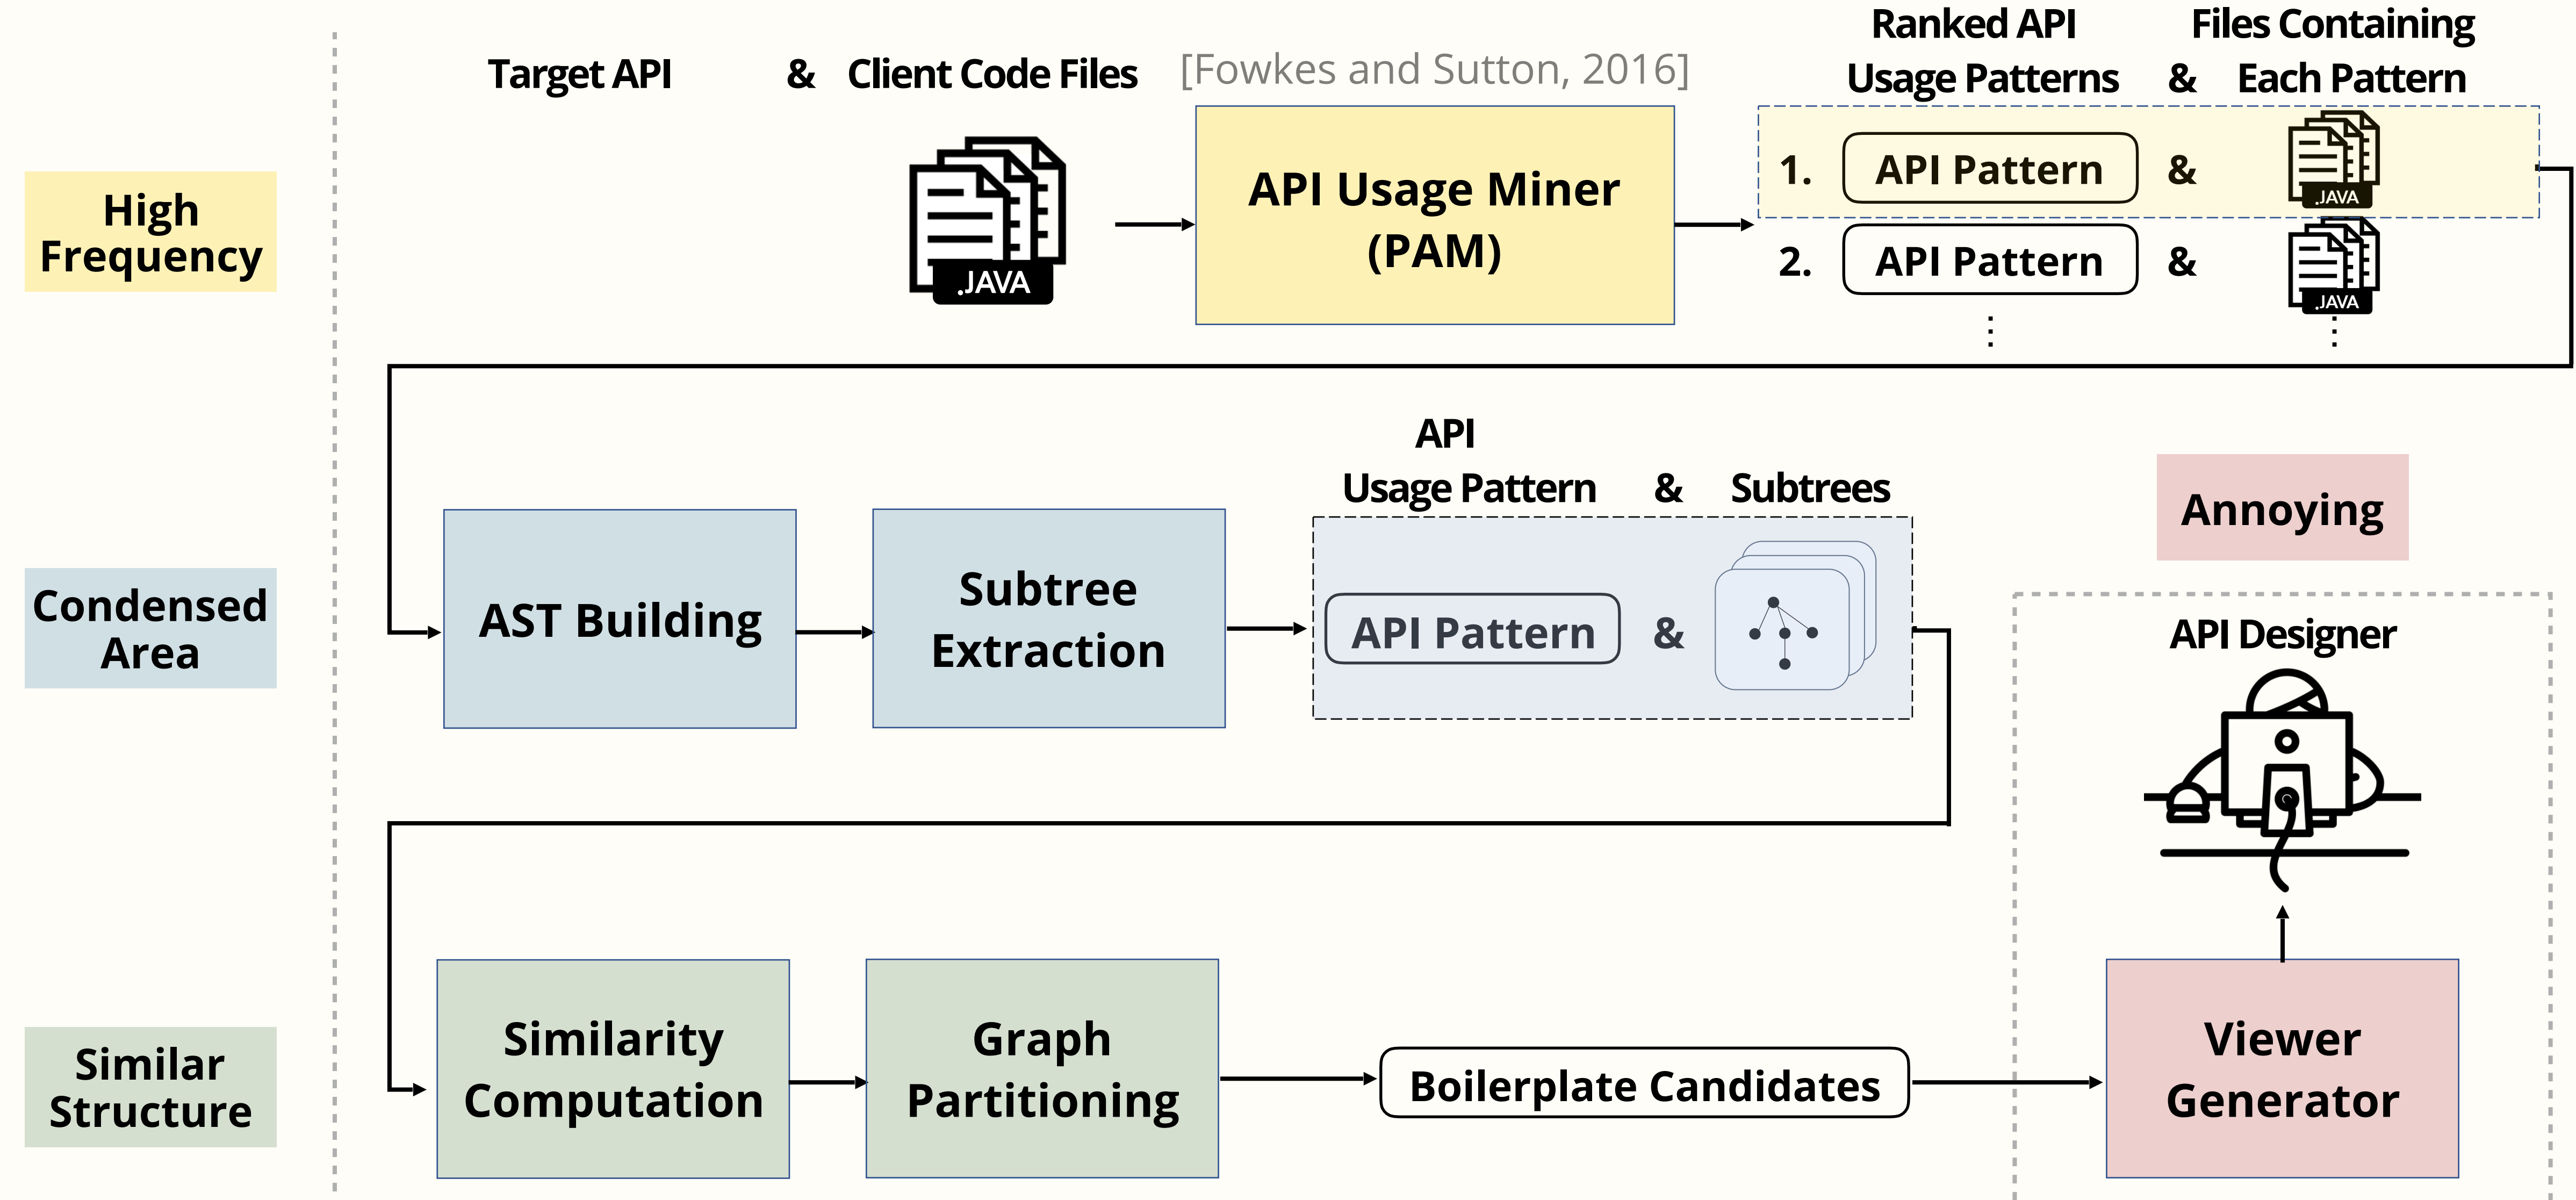 Target API & Client Code Files [Fowkes and Sutton, 2016]
Ranked API Files Containing
Usage Patterns & Each Pattern
High
Frequency
.JAVA
API Usage Miner
(PAM)
1. API Pattern & .JAVA
2. API Pattern & .JAVA
API
Usage Pattern & Subtrees
Annoying
Condensed
Area
AST Building
Subtree
Extraction
API Pattern &
API Designer
Similar
Structure
Similarity
Computation
Graph
Partitioning
Boilerplate Candidates
Viewer
Generator